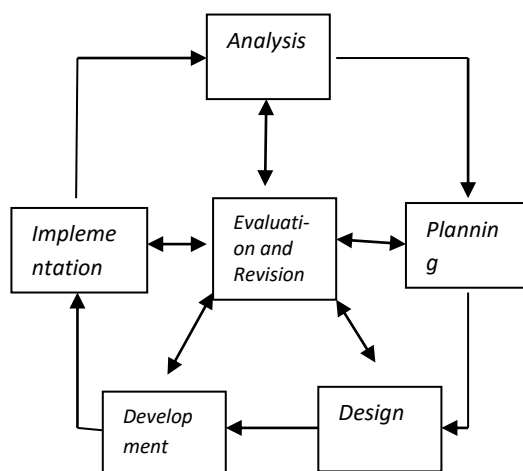 Analysis
Impleme
ntation
Evaluati-
on and
Revision
Plannin
g
Develop
ment
Design